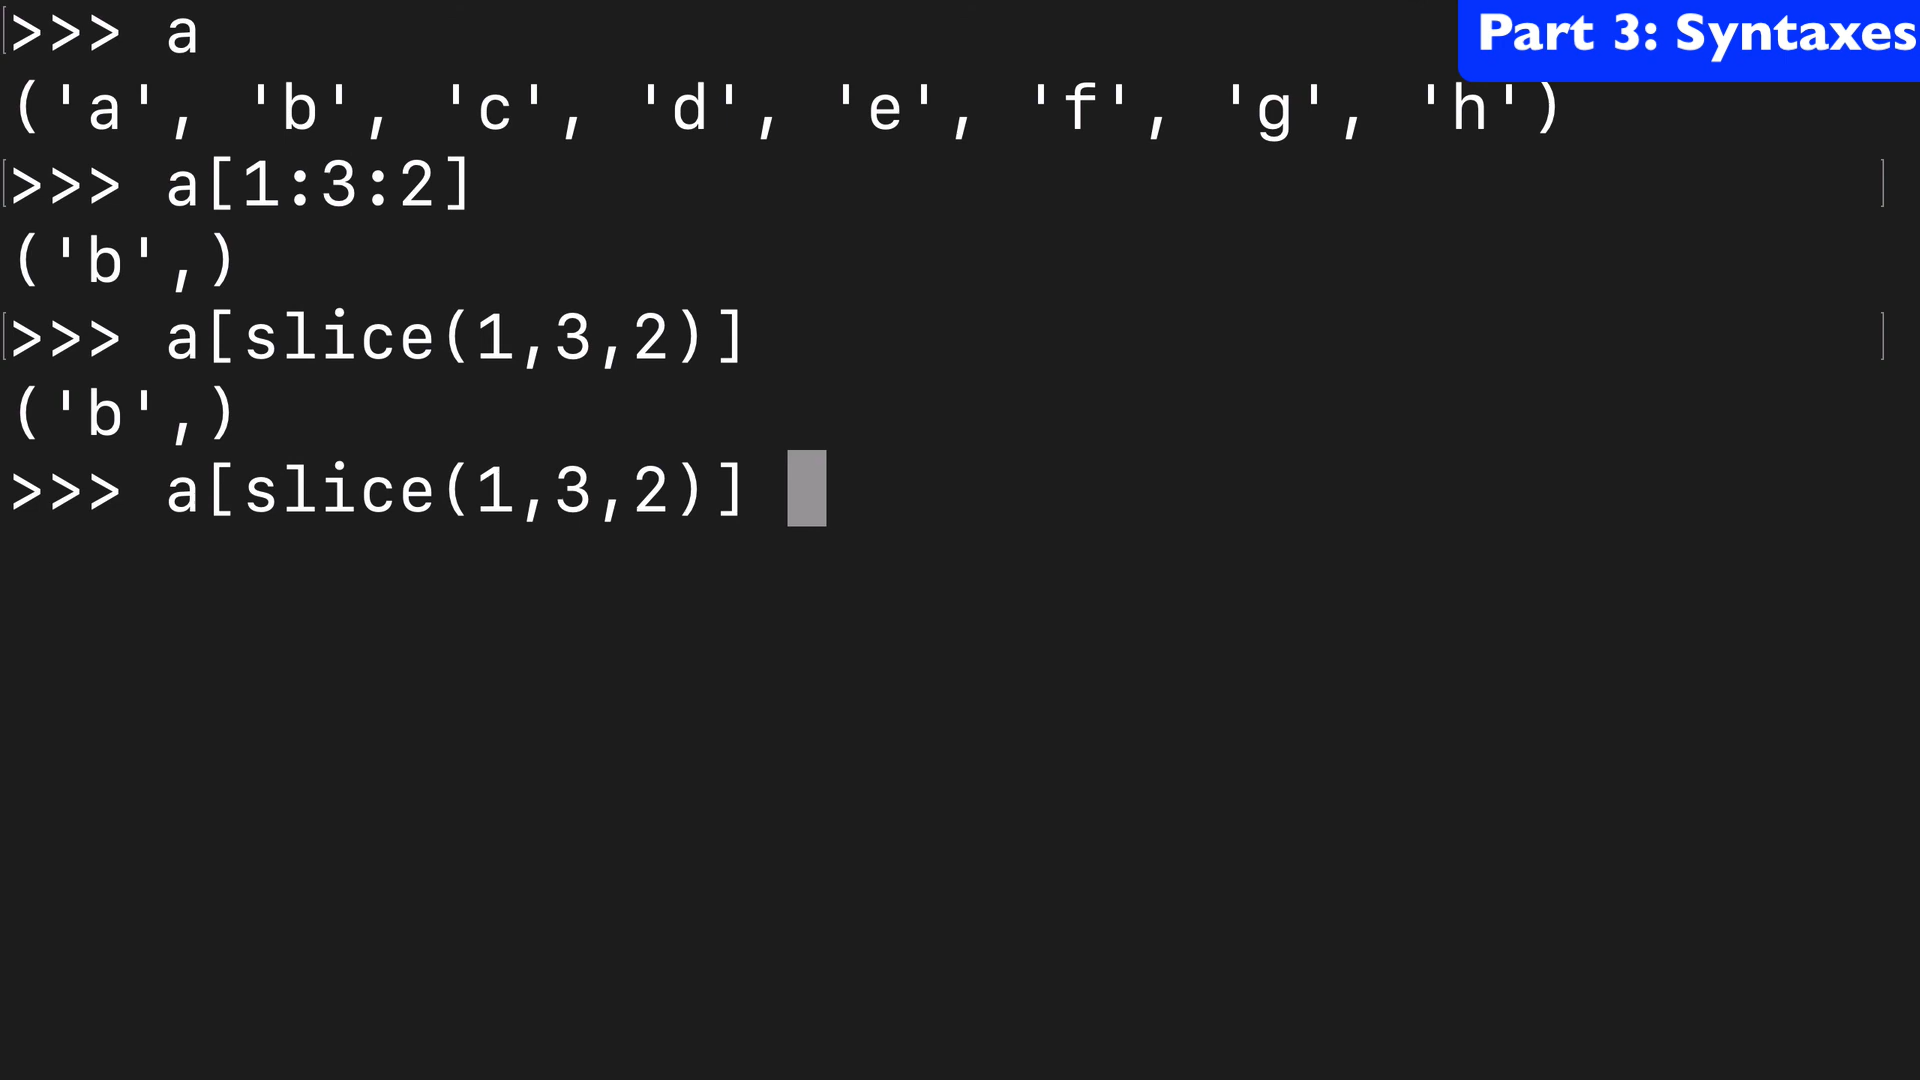 >>> a
Part 3: Syntaxes
('a', 'b', 'c', 'd', 'e', 'f', 'g', 'h')
>>> a[1:3:2]
('b',)
>>> a[slice(1,3,2)]
('b',)
>>> a[slice(1,3,2)]